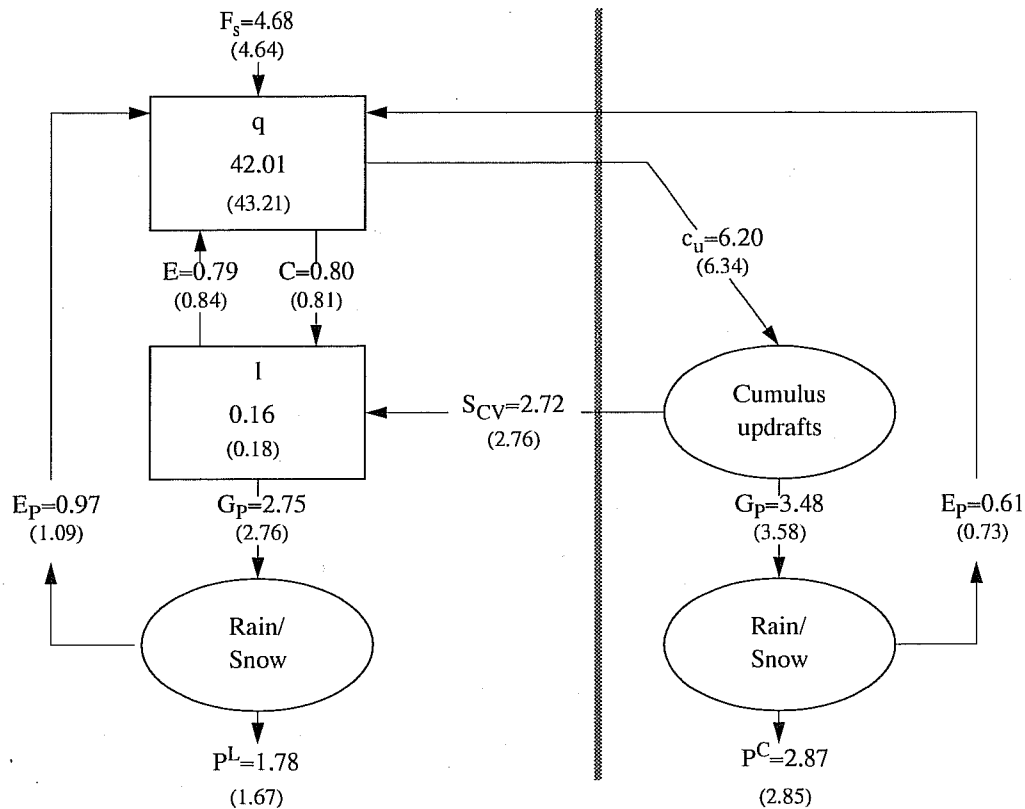 F_s=4.68
(4.64)
q
42.01
(43.21)
E=0.79
(0.84)
C=0.80
(0.81)
c_u=6.20
(6.34)
l
0.16
(0.18)
S_CV=2.72
(2.76)
Cumulus
updrafts
E_P=0.97
(1.09)
G_P=2.75
(2.76)
G_P=3.48
(3.58)
E_P=0.61
(0.73)
Rain/
Snow
Rain/
Snow
P^L=1.78
(1.67)
P^C=2.87
(2.85)